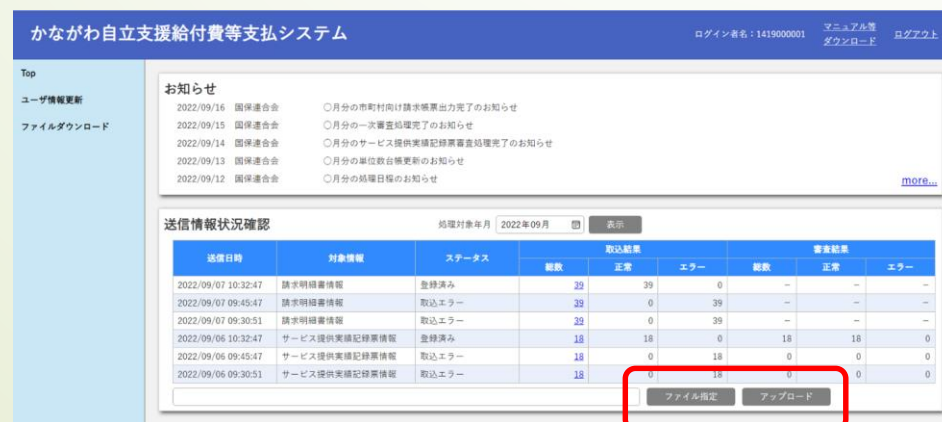 かながわ自立支援給付費等支払システム
ログイン者名:1419000001
マニュアル等
ダウンロード
ログアウト
Top
ユーザ情報更新
ファイルダウンロード
お知らせ
2022/09/16 国保連合会 〇月分の市町村向け請求帳票出力完了のお知らせ
2022/09/15 国保連合会 〇月分の一次審査処理完了のお知らせ
2022/09/14 国保連合会 〇月分のサービス提供実績記録票審査処理完了のお知らせ
2022/09/13 国保連合会 〇月分の単位数台帳更新のお知らせ
2022/09/12 国保連合会 〇月分の処理日程のお知らせ
more...
送信情報状況確認
処理対象年月 2022年09月 表示
送信日時 対象情報 ステータス 取込結果 審査結果
総数 正常 エラー 総数 正常 エラー
2022/09/07 10:32:47 請求明細書情報 登録済み 39 39 0 - - -
2022/09/07 09:45:47 請求明細書情報 取込エラー 39 0 39 - - -
2022/09/07 09:30:51 請求明細書情報 取込エラー 39 0 39 - - -
2022/09/06 10:32:47 サービス提供実績記録票情報 登録済み 18 18 0 18 18 0
2022/09/06 09:45:47 サービス提供実績記録票情報 取込エラー 18 0 18 0 0 0
2022/09/06 09:30:51 サービス提供実績記録票情報 取込エラー 18 0 18 0 0 0
ファイル指定 アップロード